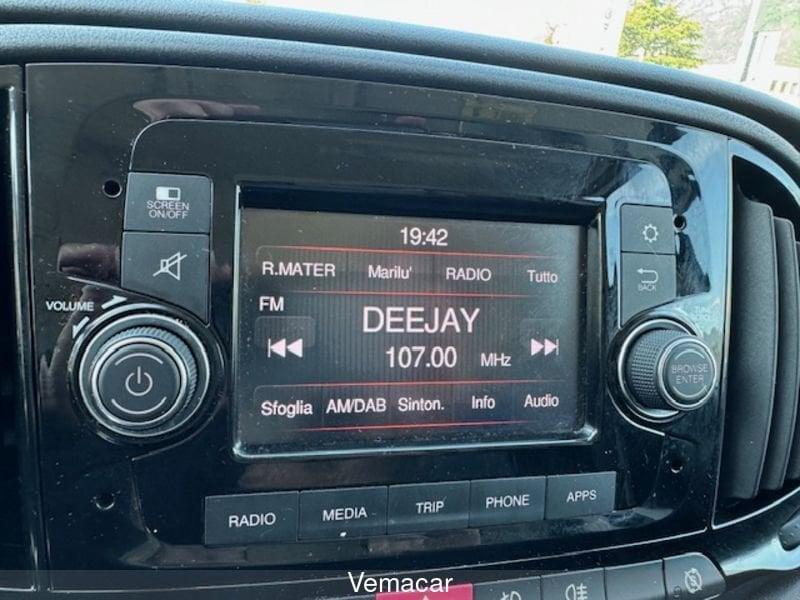 SCREEN
ON/OFF
VOLUME
19:42
R.MATER Marilu' RADIO Tutto
FM
DEEJAY
107.00 MHz
Sfoglia AM/DAB Sinton. Info Audio
BACK
BROWSE
ENTER
RADIO MEDIA TRIP PHONE APPS
Vemacar